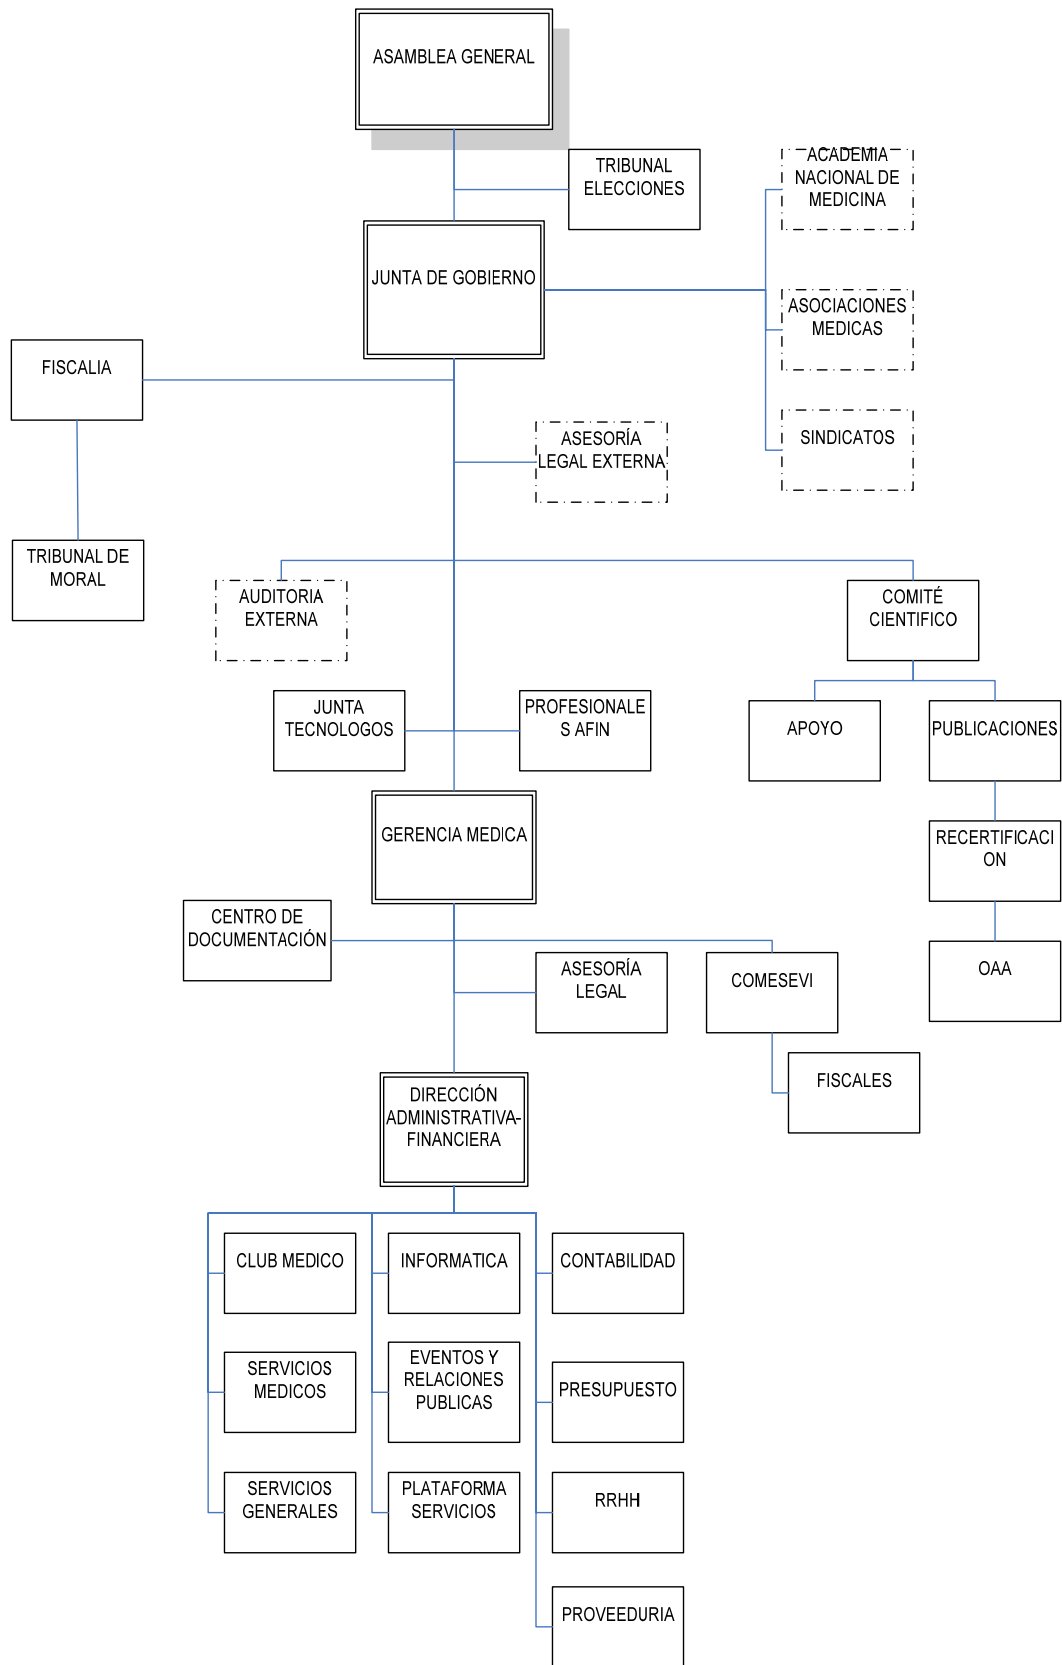 ASAMBLEA GENERAL
TRIBUNAL
ELECCIONES
ACADEMIA
NACIONAL DE
MEDICINA
JUNTA DE GOBIERNO
ASOCIACIONES
MEDICAS
FISCALIA
SINDICATOS
ASESORÍA
LEGAL EXTERNA
TRIBUNAL DE
MORAL
AUDITORIA
EXTERNA
COMITÉ
CIENTIFICO
JUNTA
TECNOLOGOS
PROFESIONALE
S AFIN
APOYO
PUBLICACIONES
GERENCIA MEDICA
RECERTIFICACI
ON
CENTRO DE
DOCUMENTACIÓN
ASESORÍA
LEGAL
COMESEVI
OAA
FISCALES
DIRECCIÓN
ADMINISTRATIVA-
FINANCIERA
CLUB MEDICO
INFORMATICA
CONTABILIDAD
SERVICIOS
MEDICOS
EVENTOS Y
RELACIONES
PUBLICAS
PRESUPUESTO
SERVICIOS
GENERALES
PLATAFORMA
SERVICIOS
RRHH
PROVEEDURIA